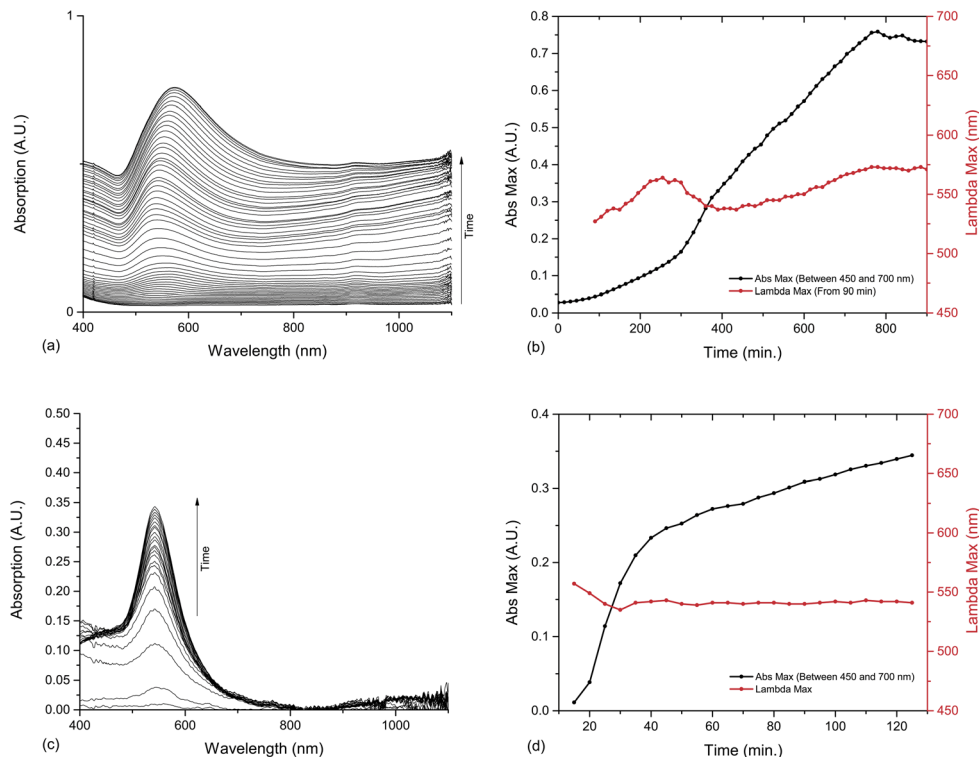 1
0
Absorption (A.U.)
Time
400
600
800
1000
Wavelength (nm)
(a)
0.8
0.7
0.6
0.5
0.4
0.3
0.2
0.1
0.0
Abs Max (A.U.)
700
650
600
550
500
450
Lambda Max (nm)
Abs Max (Between 450 and 700 nm)
Lambda Max (From 90 min)
0
200
400
600
800
Time (min.)
(b)
0.50
0.45
0.40
0.35
0.30
0.25
0.20
0.15
0.10
0.05
0.00
Absorption (A.U.)
Time
400
600
800
1000
Wavelength (nm)
(c)
0.4
0.3
0.2
0.1
0.0
Abs Max (A.U.)
700
650
600
550
500
450
Lambda Max (nm)
Abs Max (Between 450 and 700 nm)
Lambda Max
20
40
60
80
100
120
Time (min.)
(d)